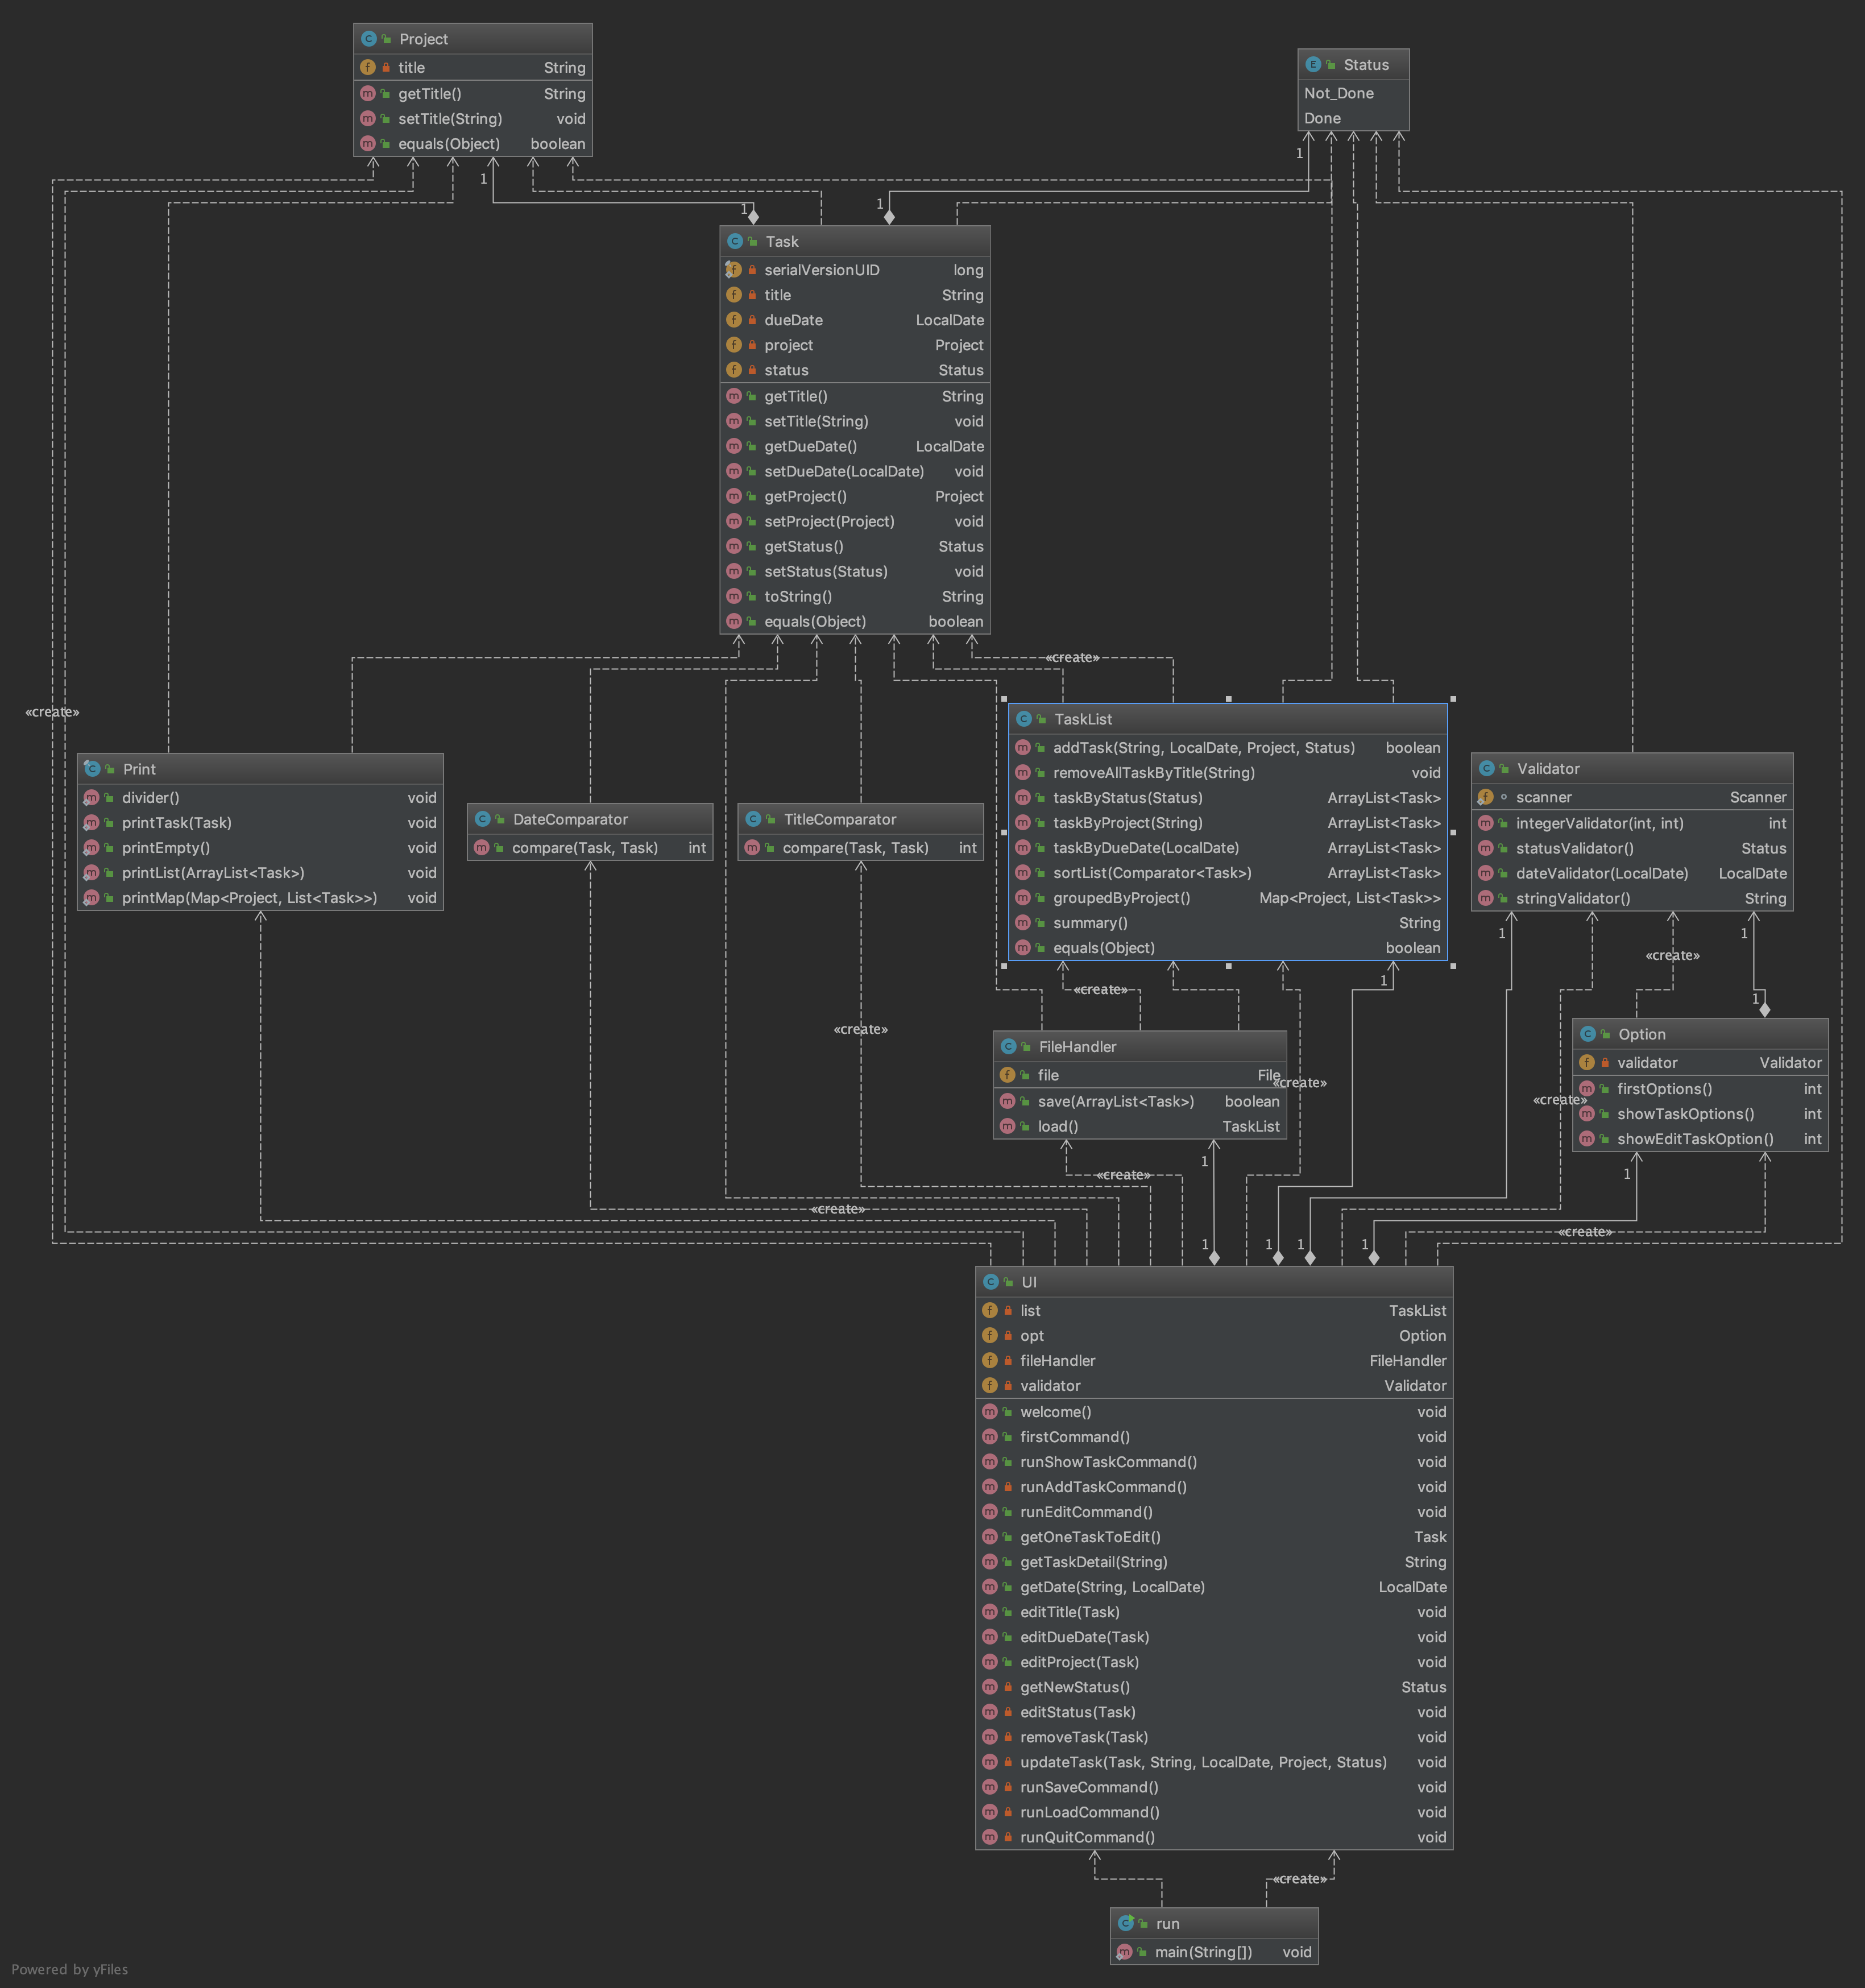 Project
title String
getTitle() String
setTitle(String) void
equals(Object) boolean
Status
Not_Done
Done
1
1
1
1
Task
serialVersionUID long
title String
dueDate LocalDate
project Project
status Status
getTitle() String
setTitle(String) void
getDueDate() LocalDate
setDueDate(LocalDate) void
getProject() Project
setProject(Project) void
getStatus() Status
setStatus(Status) void
toString() String
equals(Object) boolean
«create»
«create»
Print
divider() void
printTask(Task) void
printEmpty() void
printList(ArrayList<Task>) void
printMap(Map<Project, List<Task>>) void
DateComparator
compare(Task, Task) int
TitleComparator
compare(Task, Task) int
TaskList
addTask(String, LocalDate, Project, Status) boolean
removeAllTaskByTitle(String) void
taskByStatus(Status) ArrayList<Task>
taskByProject(String) ArrayList<Task>
taskByDueDate(LocalDate) ArrayList<Task>
sortList(Comparator<Task>) ArrayList<Task>
groupedByProject() Map<Project, List<Task>>
summary() String
equals(Object) boolean
Validator
scanner Scanner
integerValidator(int, int) int
statusValidator() Status
dateValidator(LocalDate) LocalDate
stringValidator() String
1
1
«create»
1
«create»
1
«create»
FileHandler
file File
save(ArrayList<Task>) boolean
load() TaskList
«create»
«create»
Option
validator Validator
firstOptions() int
showTaskOptions() int
showEditTaskOption() int
1
«create»
1
«create»
«create»
1
1
1
1
UI
list TaskList
opt Option
fileHandler FileHandler
validator Validator
welcome() void
firstCommand() void
runShowTaskCommand() void
runAddTaskCommand() void
runEditCommand() void
getOneTaskToEdit() Task
getTaskDetail(String) String
getDate(String, LocalDate) LocalDate
editTitle(Task) void
editDueDate(Task) void
editProject(Task) void
getNewStatus() Status
editStatus(Task) void
removeTask(Task) void
updateTask(Task, String, LocalDate, Project, Status) void
runSaveCommand() void
runLoadCommand() void
runQuitCommand() void
«create»
run
main(String[]) void
Powered by yFiles